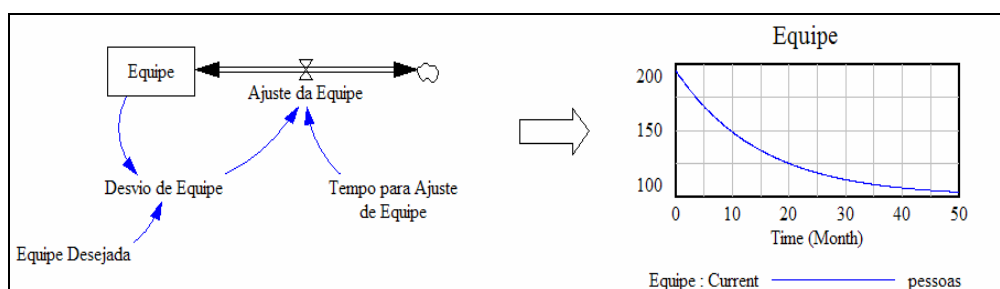 Equipe
Ajuste da Equipe
Desvio de Equipe
Tempo para Ajuste
de Equipe
Equipe Desejada
Equipe
200
150
100
0 10 20 30 40 50
Time (Month)
Equipe : Current pessoas